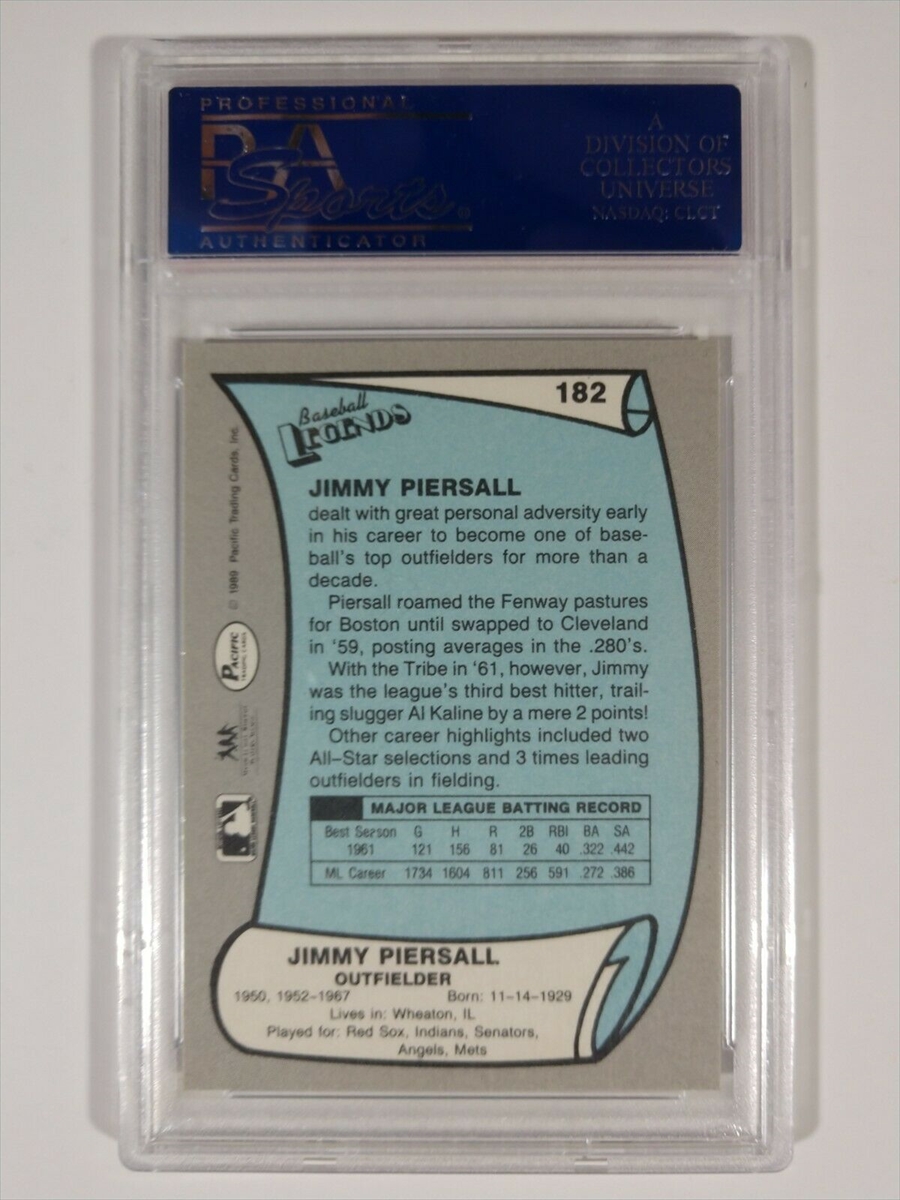 PROFESSIONAL
PSA
Sports®
AUTHENTICATOR
A
DIVISION OF
COLLECTORS
UNIVERSE
NASDAQ: CLCT
182
Baseball
LEGENDS
© 1989 Pacific Trading Cards, Inc.
PACIFIC
TRADING CARDS
JIMMY PIERSALL
dealt with great personal adversity early
in his career to become one of base-
ball's top outfielders for more than a
decade.
Piersall roamed the Fenway pastures
for Boston until swapped to Cleveland
in '59, posting averages in the .280's.
With the Tribe in '61, however, Jimmy
was the league's third best hitter, trail-
ing slugger Al Kaline by a mere 2 points!
Other career highlights included two
All-Star selections and 3 times leading
outfielders in fielding.
MAJOR LEAGUE BATTING RECORD
Best Season G H R 2B RBI BA SA
1961 121 156 81 26 40 .322 .442
ML Career 1734 1604 811 256 591 .272 .386
JIMMY PIERSALL
OUTFIELDER
1950, 1952-1967 Born: 11-14-1929
Lives in: Wheaton, IL
Played for: Red Sox, Indians, Senators,
Angels, Mets